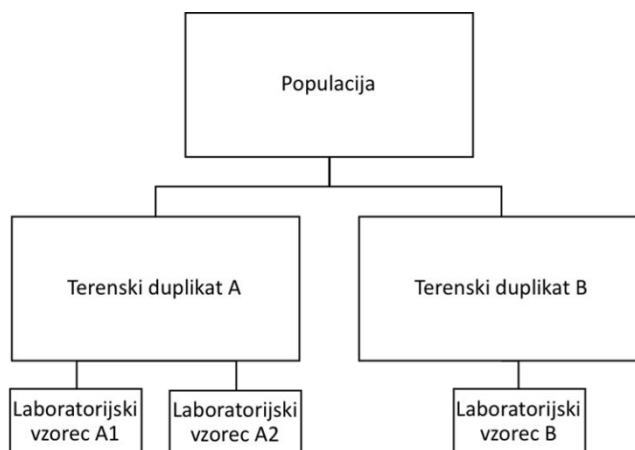 Populacija
Terenski duplikat A
Terenski duplikat B
Laboratorijski
vzorec A1
Laboratorijski
vzorec A2
Laboratorijski
vzorec B